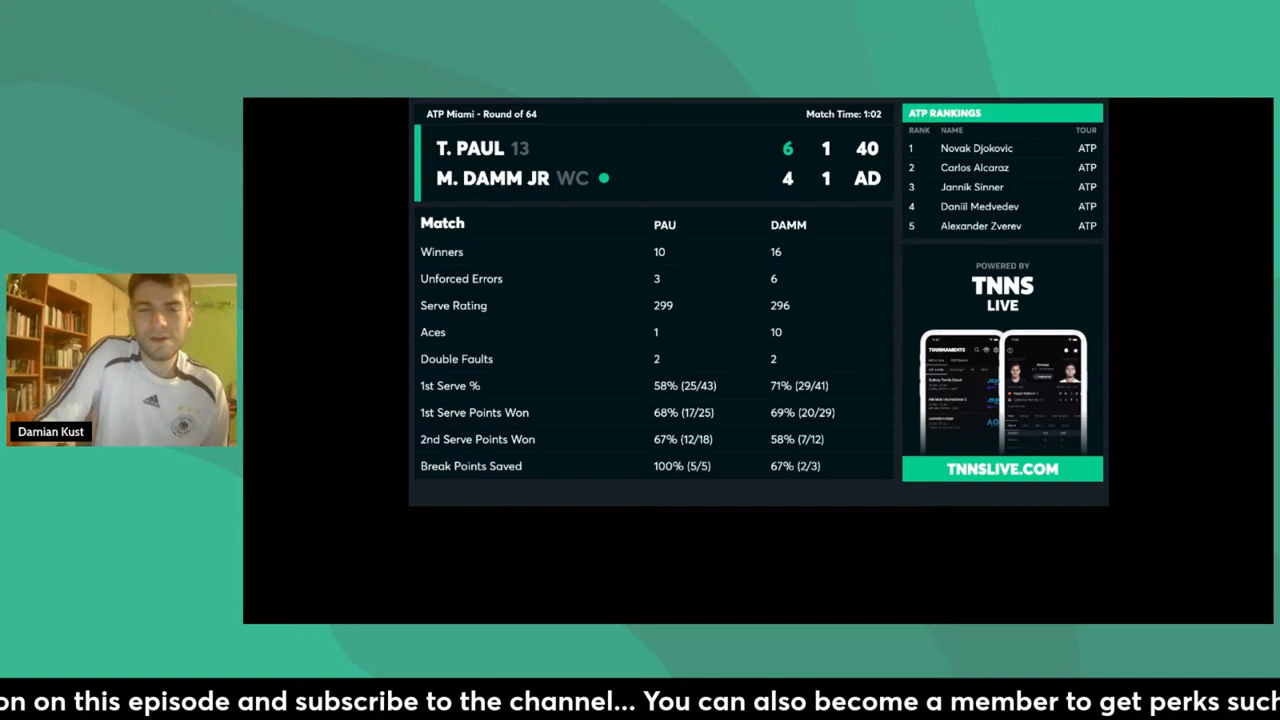 ATP Miami - Round of 64 Match Time: 1:02
T. PAUL 13 6 1 40
M. DAMM JR WC 4 1 AD
Match PAU DAMM
Winners 10 16
Unforced Errors 3 6
Serve Rating 299 296
Aces 1 10
Double Faults 2 2
1st Serve % 58% (25/43) 71% (29/41)
1st Serve Points Won 68% (17/25) 69% (20/29)
2nd Serve Points Won 67% (12/18) 58% (7/12)
Break Points Saved 100% (5/5) 67% (2/3)
ATP RANKINGS
RANK NAME TOUR
1 Novak Djokovic ATP
2 Carlos Alcaraz ATP
3 Jannik Sinner ATP
4 Daniil Medvedev ATP
5 Alexander Zverev ATP
POWERED BY
TNNS
LIVE
TOURNAMENTS
TNNSLIVE.COM
Damian Kust
on on this episode and subscribe to the channel... You can also become a member to get perks such